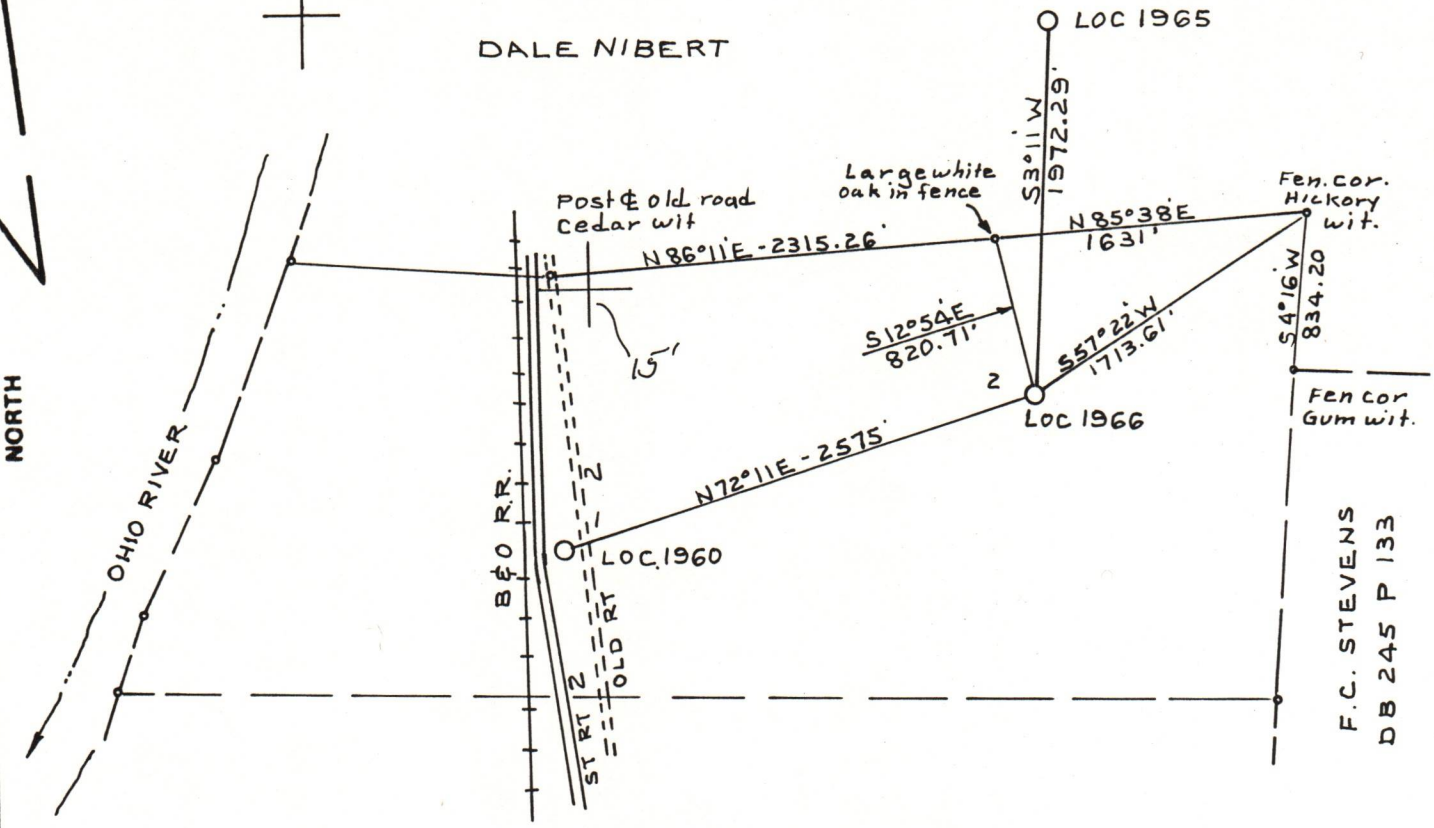 LOC 1965
DALE NIBERT
S3°11'W
1972.29'
Large white
oak in fence
Fen. cor.
Hickory
wit.
Post ₵ old road
Cedar wit
N 86°11'E - 2315.26'
N 85°38'E
1631'
S4°16'W
834.20
S12°54'E
820.71'
S57°22'W
1713.61'
15'
2
LOC 1966
Fen cor
Gum wit.
NORTH
N72°11E - 2575'
OHIO RIVER
B&O R.R.
LOC. 1960
OLD RT - 2
ST RT 2
F.C. STEVENS
DB 245 P 133